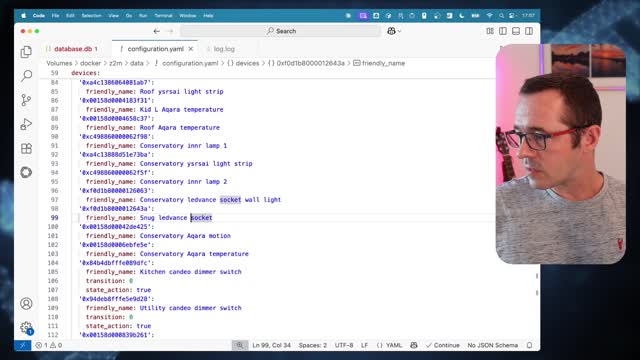 Code File Edit Selection View Go Run Terminal Window Help
17:07
Search
database.db 1
configuration.yaml
log.log
Volumes > docker > z2m > data > configuration.yaml > {} devices > {} 0xf0d1b8000012643a > friendly_name
59 devices:
84 '0xa4c1386064081ab7':
85 friendly_name: Roof ysrsai light strip
86 '0x00158d0004183f31':
87 friendly_name: Kid L Aqara temperature
88 '0x00158d0004658c37':
89 friendly_name: Roof Aqara temperature
90 '0xc498860000062f98':
91 friendly_name: Conservatory innr lamp 1
92 '0xa4c13888d51e73ba':
93 friendly_name: Conservatory ysrsai light strip
94 '0xc498860000062f5f':
95 friendly_name: Conservatory innr lamp 2
96 '0xf0d1b8000126063':
97 friendly_name: Conservatory ledvance socket wall light
98 '0xf0d1b8000012643a':
99 friendly_name: Snug ledvance socket
100 '0x00158d00042de425':
101 friendly_name: Conservatory Aqara motion
102 '0x00158d0006ebfe5e':
103 friendly_name: Conservatory Aqara temperature
104 '0x84b4dbfffe089dfc':
105 friendly_name: Kitchen candeo dimmer switch
106 transition: 0
107 state_action: true
108 '0x94deb8fffe5e9d28':
109 friendly_name: Utility candeo dimmer switch
110 transition: 0
111 state_action: true
112 '0x00158d000839b261':
1 0
Ln 99, Col 34 Spaces: 2 UTF-8 LF {} YAML Continue No JSON Schema